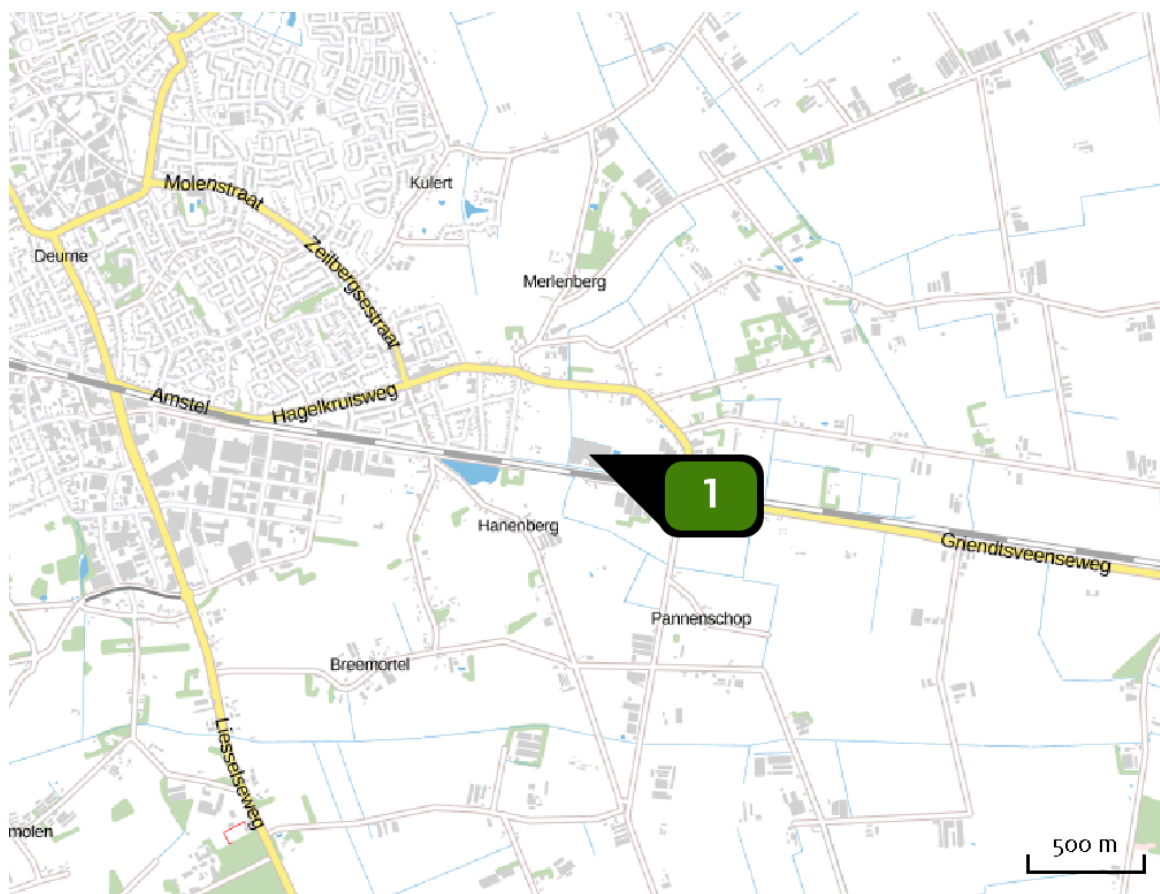 Molenstraat
Kulert
Deurne
Zeilbergsestraat
Merlenberg
Amstel
Hagelkruisweg
1
Hanenberg
Griendtsveenseweg
Pannenschop
Breemortel
Liesselseweg
molen
500 m